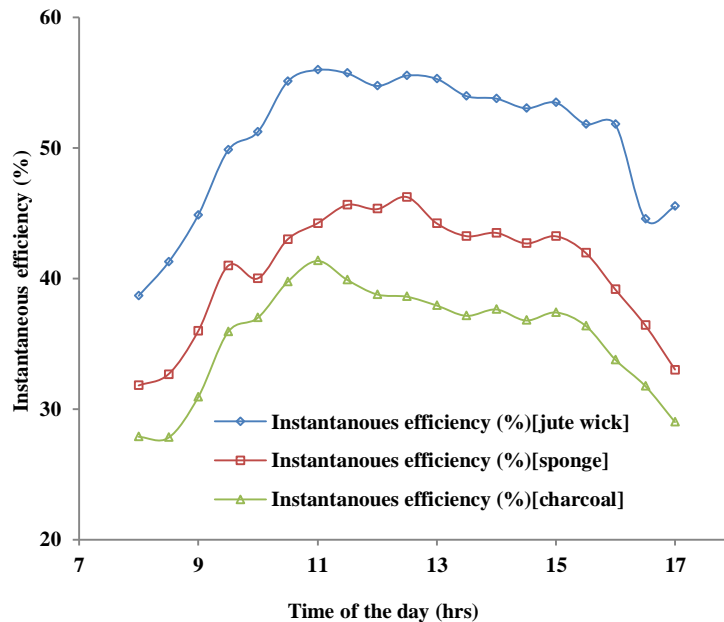 60
50
40
30
20
Instantaneous efficiency (%)
Instantanoues efficiency (%)[jute wick]
Instantanoues efficiency (%)[sponge]
Instantanoues efficiency (%)[charcoal]
7 9 11 13 15 17
Time of the day (hrs)